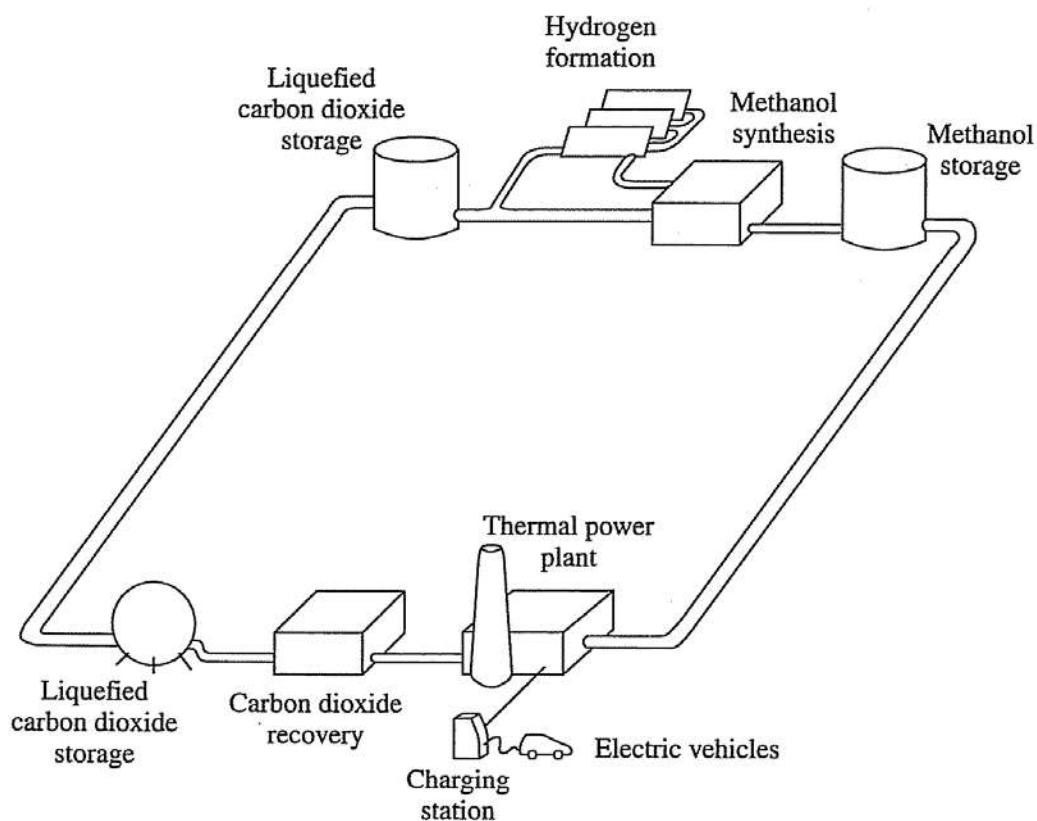 Hydrogen
formation
Liquefied
carbon dioxide
storage
Methanol
synthesis
Methanol
storage
Thermal power
plant
Liquefied
carbon dioxide
storage
Carbon dioxide
recovery
Charging
station
Electric vehicles